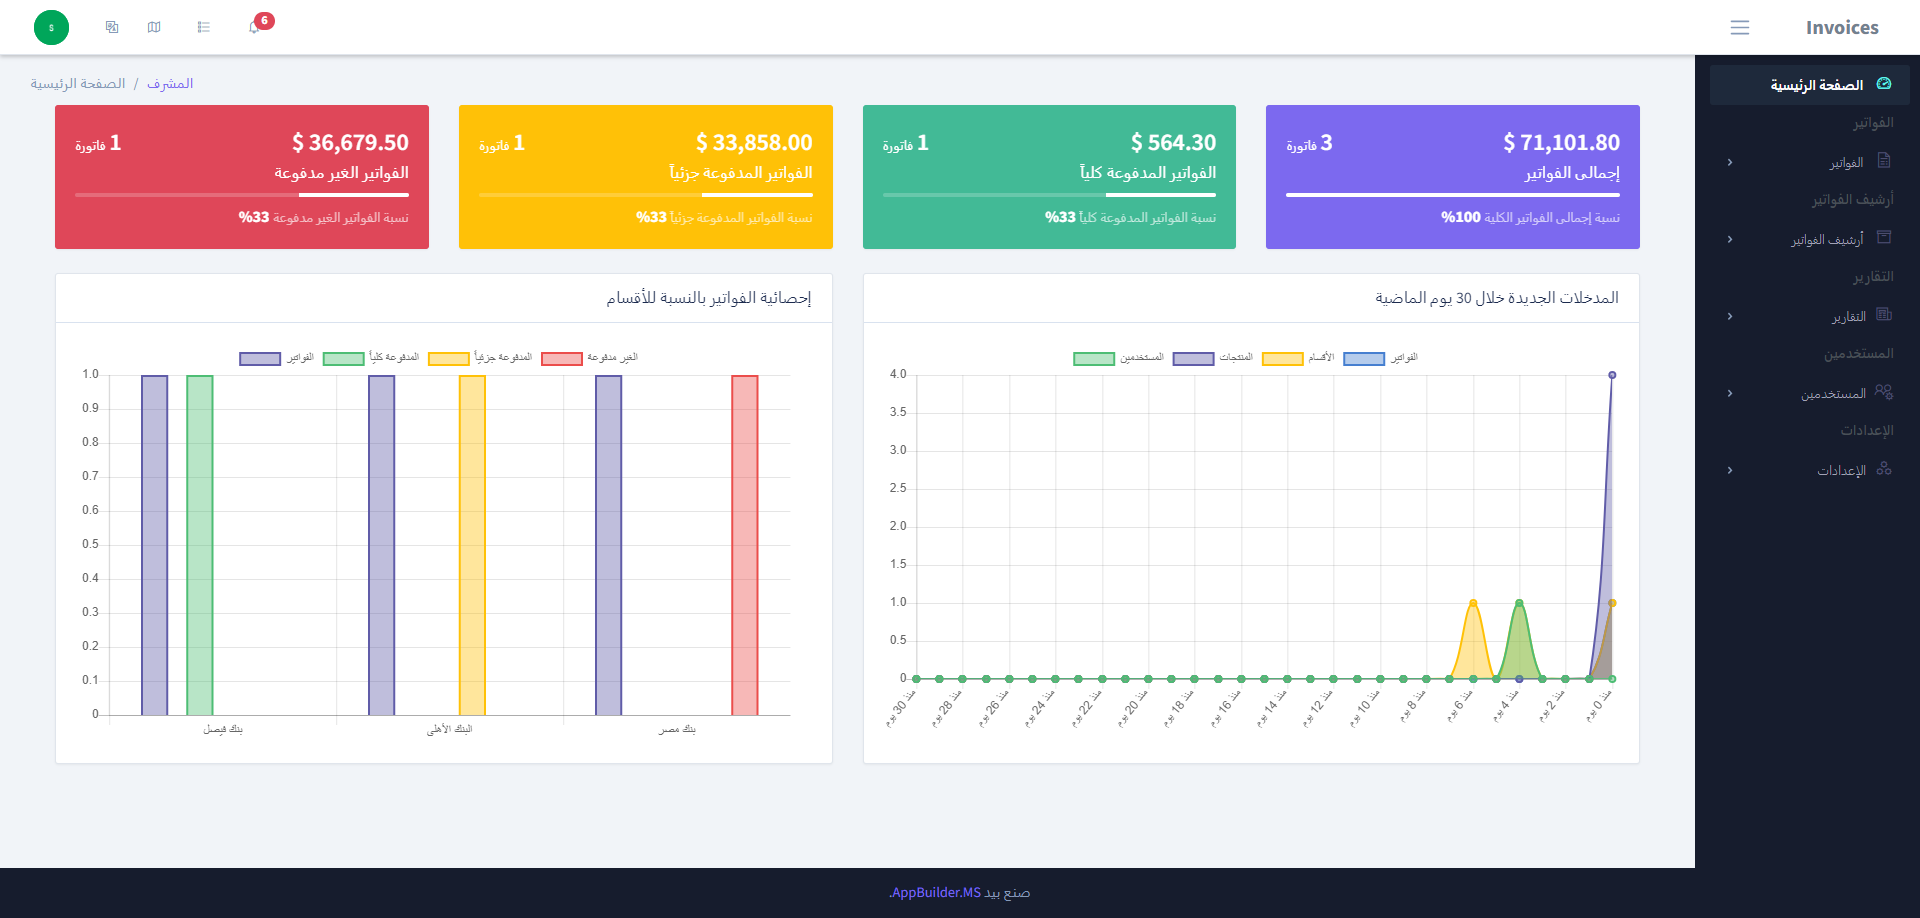 Invoices
6
$
المشرف / الصفحة الرئيسية
الصفحة الرئيسية
الفواتير
الفواتير
أرشيف الفواتير
أرشيف الفواتير
التقارير
التقارير
المستخدمين
المستخدمين
الإعدادات
الإعدادات
$ 71,101.80
3 فاتورة
إجمالى الفواتير
نسبة إجمالى الفواتير الكلية 100%
$ 564.30
1 فاتورة
الفواتير المدفوعة كلياً
نسبة الفواتير المدفوعة كلياً 33%
$ 33,858.00
1 فاتورة
الفواتير المدفوعة جزئياً
نسبة الفواتير المدفوعة جزئياً 33%
$ 36,679.50
1 فاتورة
الفواتير الغير مدفوعة
نسبة الفواتير الغير مدفوعة 33%
المدخلات الجديدة خلال 30 يوم الماضية
الفواتير
الأقسام
المنتجات
المستخدمين
4.0
3.5
3.0
2.5
2.0
1.5
1.0
0.5
0
منذ 30 يوم
منذ 28 يوم
منذ 26 يوم
منذ 24 يوم
منذ 22 يوم
منذ 20 يوم
منذ 18 يوم
منذ 16 يوم
منذ 14 يوم
منذ 12 يوم
منذ 10 يوم
منذ 8 يوم
منذ 6 يوم
منذ 4 يوم
منذ 2 يوم
منذ 0 يوم
إحصائية الفواتير بالنسبة للأقسام
الغير مدفوعة
المدفوعة جزئياً
المدفوعة كلياً
الفواتير
1.0
0.9
0.8
0.7
0.6
0.5
0.4
0.3
0.2
0.1
0
بنك فيصل
البنك الأهلى
بنك مصر
صنع بيد AppBuilder.MS.